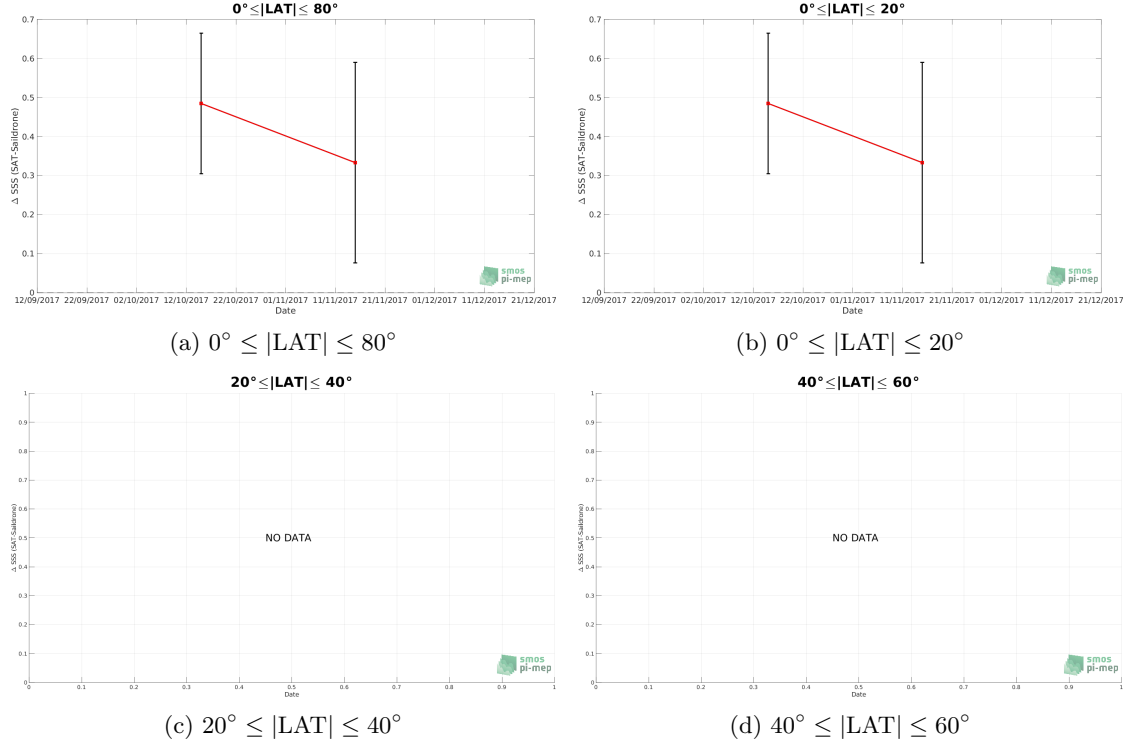 0°≤|LAT|≤ 80°
0.7
0.6
0.5
0.4
0.3
0.2
0.1
0
Δ SSS (SAT-Saildrone)
12/09/2017 22/09/2017 02/10/2017 12/10/2017 22/10/2017 01/11/2017 11/11/2017 21/11/2017 01/12/2017 11/12/2017 21/12/2017
Date
smos
pi-mep
(a) 0° ≤ |LAT| ≤ 80°
0°≤|LAT|≤ 20°
0.7
0.6
0.5
0.4
0.3
0.2
0.1
0
Δ SSS (SAT-Saildrone)
12/09/2017 22/09/2017 02/10/2017 12/10/2017 22/10/2017 01/11/2017 11/11/2017 21/11/2017 01/12/2017 11/12/2017 21/12/2017
Date
smos
pi-mep
(b) 0° ≤ |LAT| ≤ 20°
20°≤|LAT|≤ 40°
1
0.9
0.8
0.7
0.6
0.5
0.4
0.3
0.2
0.1
0
Δ SSS (SAT-Saildrone)
NO DATA
0 0.1 0.2 0.3 0.4 0.5 0.6 0.7 0.8 0.9 1
Date
smos
pi-mep
(c) 20° ≤ |LAT| ≤ 40°
40°≤|LAT|≤ 60°
1
0.9
0.8
0.7
0.6
0.5
0.4
0.3
0.2
0.1
0
Δ SSS (SAT-Saildrone)
NO DATA
0 0.1 0.2 0.3 0.4 0.5 0.6 0.7 0.8 0.9 1
Date
smos
pi-mep
(d) 40° ≤ |LAT| ≤ 60°